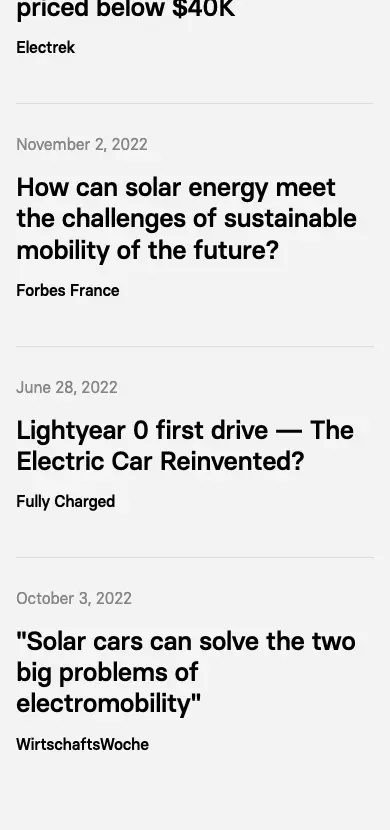 priced below $40K
Electrek
November 2, 2022
How can solar energy meet
the challenges of sustainable
mobility of the future?
Forbes France
June 28, 2022
Lightyear 0 first drive — The
Electric Car Reinvented?
Fully Charged
October 3, 2022
"Solar cars can solve the two
big problems of
electromobility"
WirtschaftsWoche